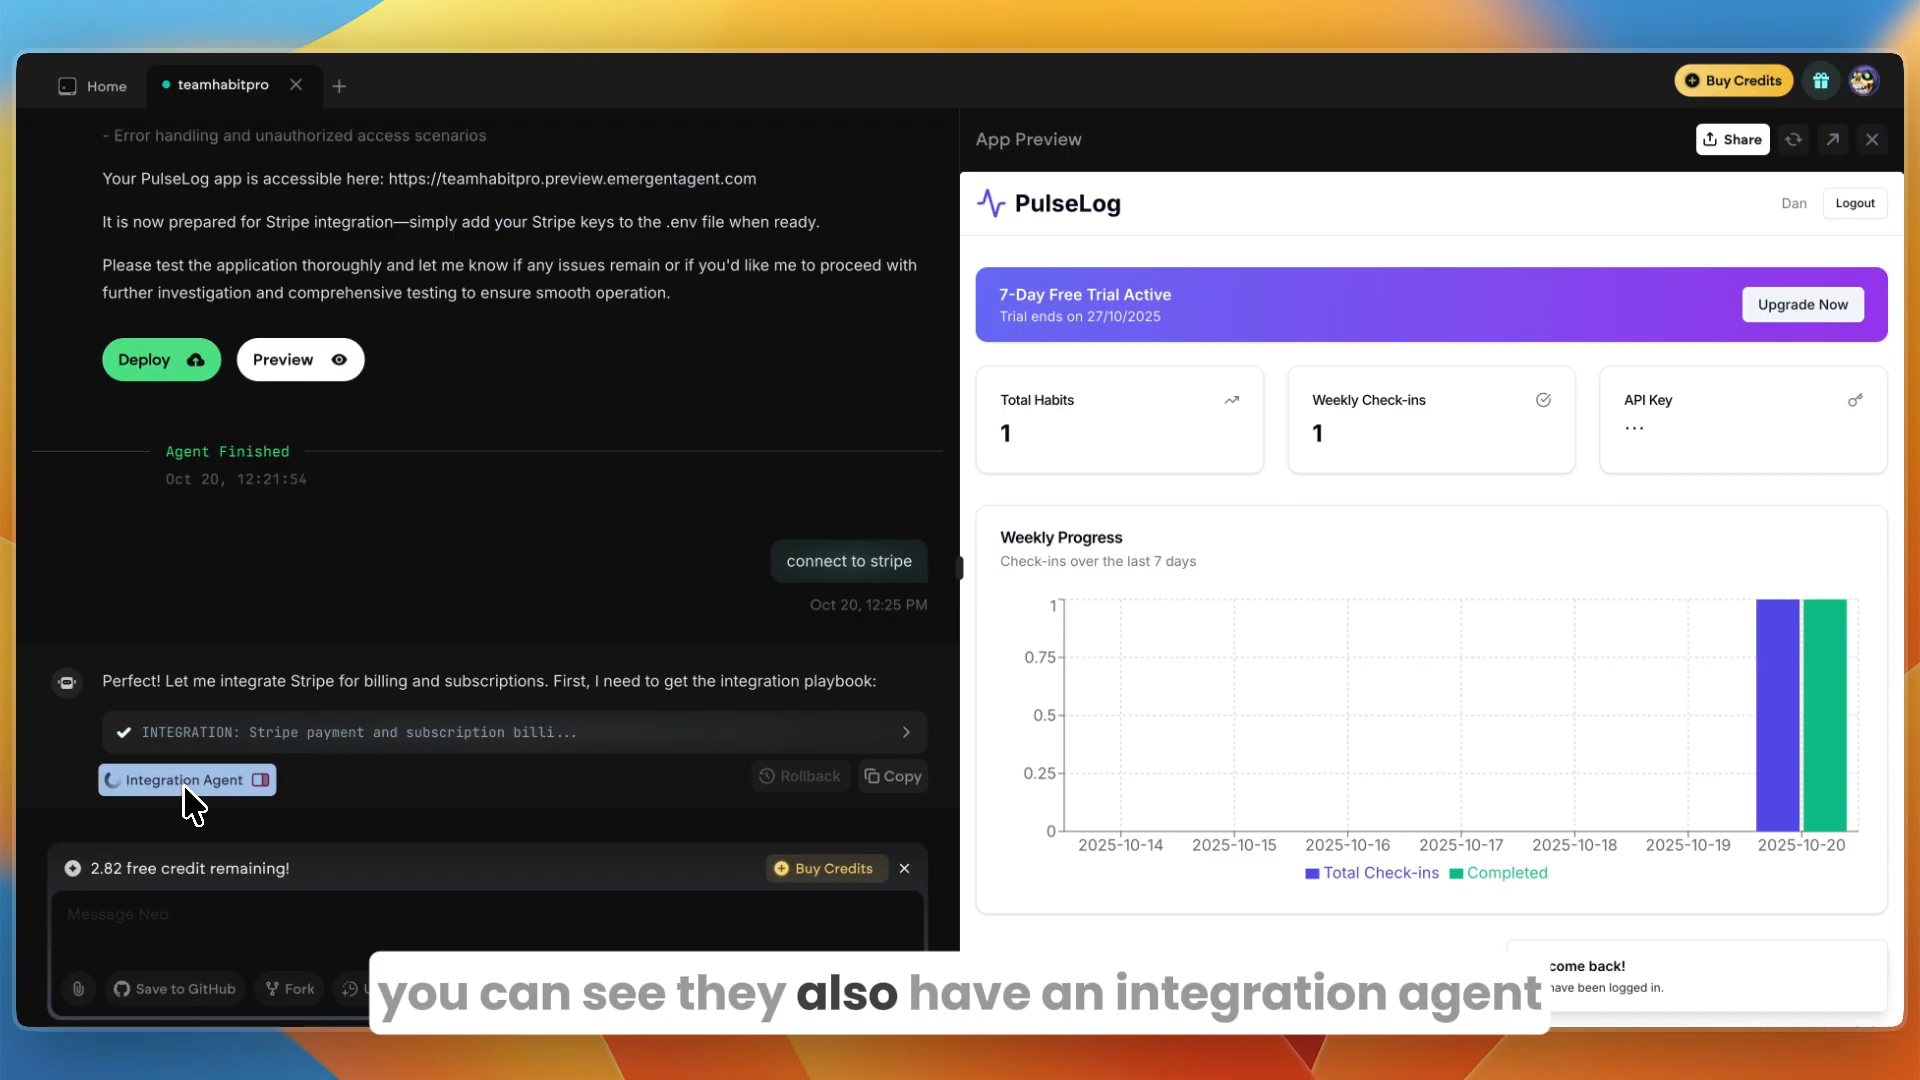 Home
teamhabitpro
Buy Credits
- Error handling and unauthorized access scenarios
Your PulseLog app is accessible here: https://teamhabitpro.preview.emergentagent.com
It is now prepared for Stripe integration—simply add your Stripe keys to the .env file when ready.
Please test the application thoroughly and let me know if any issues remain or if you'd like me to proceed with
further investigation and comprehensive testing to ensure smooth operation.
Deploy
Preview
Agent Finished
Oct 20, 12:21:54
connect to stripe
Oct 20, 12:25 PM
Perfect! Let me integrate Stripe for billing and subscriptions. First, I need to get the integration playbook:
INTEGRATION: Stripe payment and subscription billi...
Integration Agent
Rollback
Copy
2.82 free credit remaining!
Buy Credits
Message Neo
Save to GitHub
Fork
App Preview
Share
PulseLog
Dan
Logout
7-Day Free Trial Active
Trial ends on 27/10/2025
Upgrade Now
Total Habits
1
Weekly Check-ins
1
API Key
...
Weekly Progress
Check-ins over the last 7 days
1
0.75
0.5
0.25
0
2025-10-14
2025-10-15
2025-10-16
2025-10-17
2025-10-18
2025-10-19
2025-10-20
Total Check-ins
Completed
come back!
have been logged in.
you can see they also have an integration agent